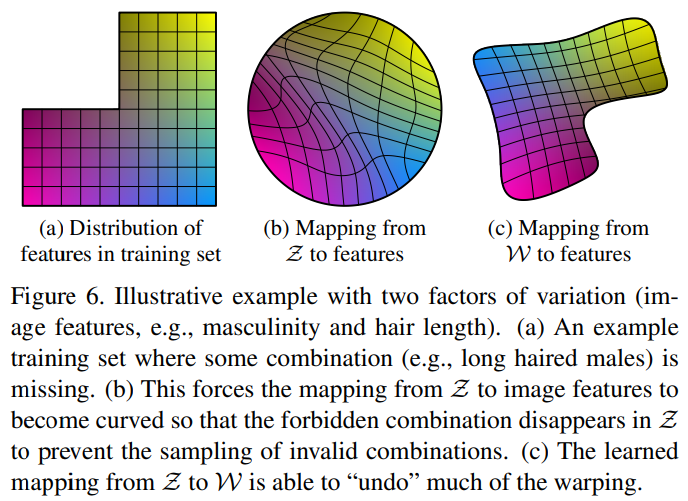 (a) Distribution of
features in training set
(b) Mapping from
𝒵 to features
(c) Mapping from
𝒲 to features
Figure 6. Illustrative example with two factors of variation (im-
age features, e.g., masculinity and hair length). (a) An example
training set where some combination (e.g., long haired males) is
missing. (b) This forces the mapping from 𝒵 to image features to
become curved so that the forbidden combination disappears in 𝒵
to prevent the sampling of invalid combinations. (c) The learned
mapping from 𝒵 to 𝒲 is able to “undo” much of the warping.